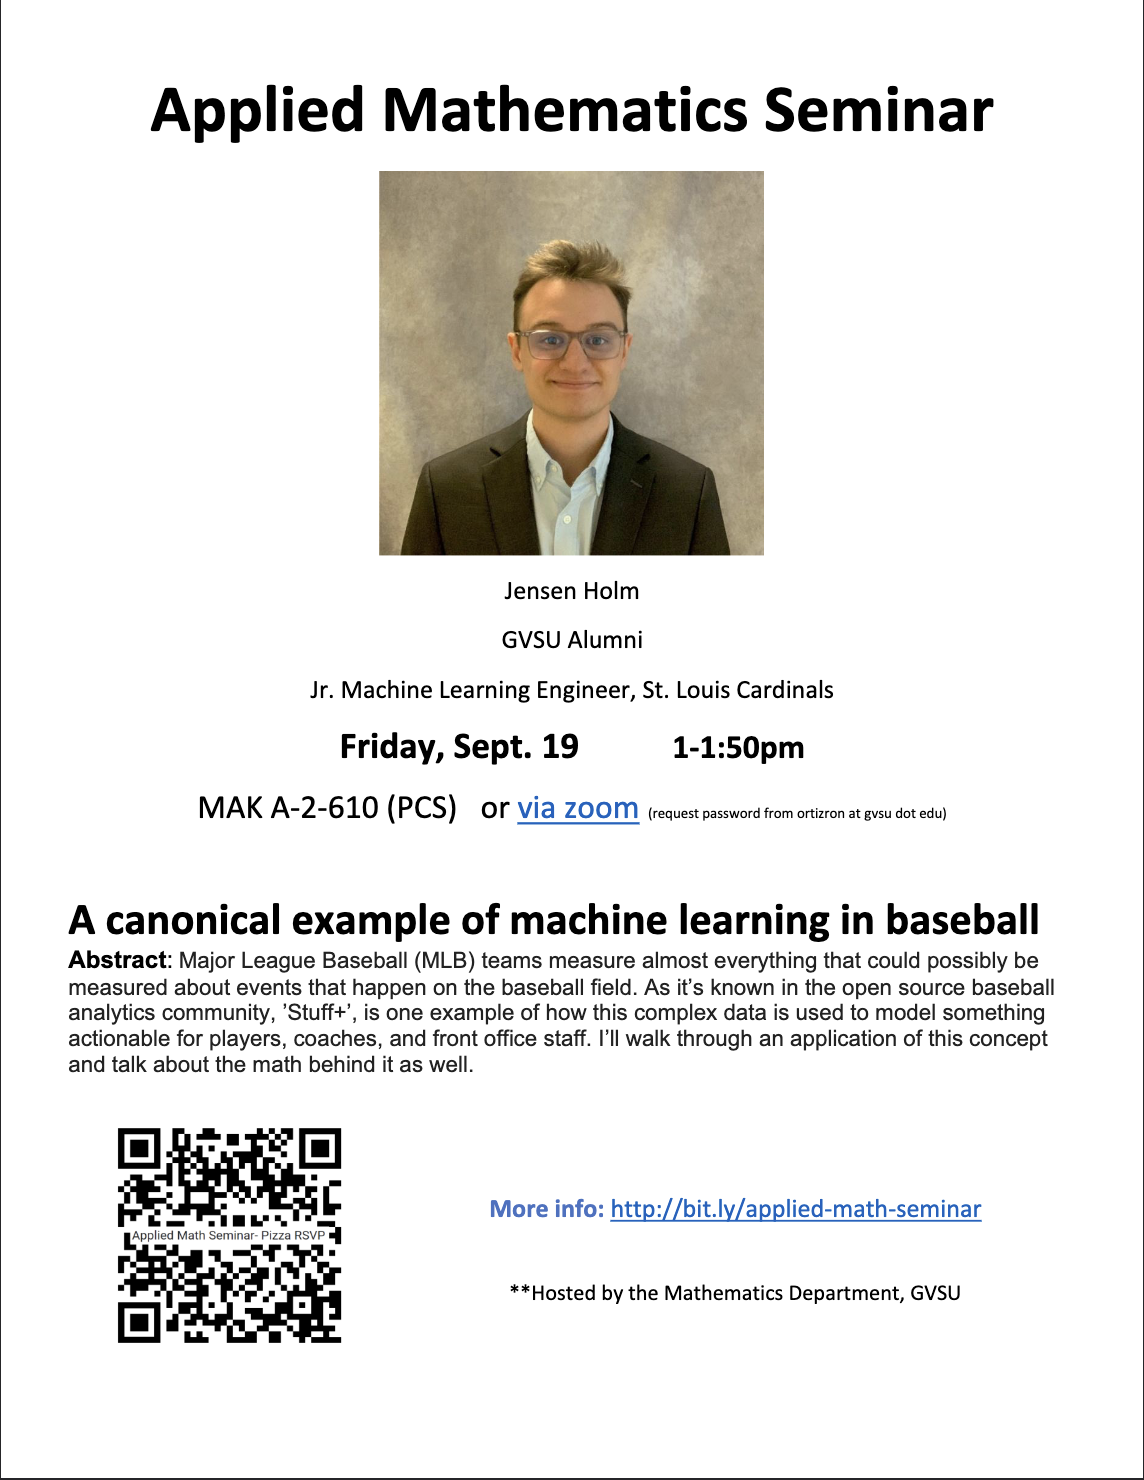 Applied Mathematics Seminar
Jensen Holm
GVSU Alumni
Jr. Machine Learning Engineer, St. Louis Cardinals
Friday, Sept. 19 1-1:50pm
MAK A-2-610 (PCS) or via zoom (request password from ortizron at gvsu dot edu)
A canonical example of machine learning in baseball
Abstract: Major League Baseball (MLB) teams measure almost everything that could possibly be
measured about events that happen on the baseball field. As it’s known in the open source baseball
analytics community, ’Stuff+’, is one example of how this complex data is used to model something
actionable for players, coaches, and front office staff. I’ll walk through an application of this concept
and talk about the math behind it as well.
Applied Math Seminar- Pizza RSVP
More info: http://bit.ly/applied-math-seminar
**Hosted by the Mathematics Department, GVSU